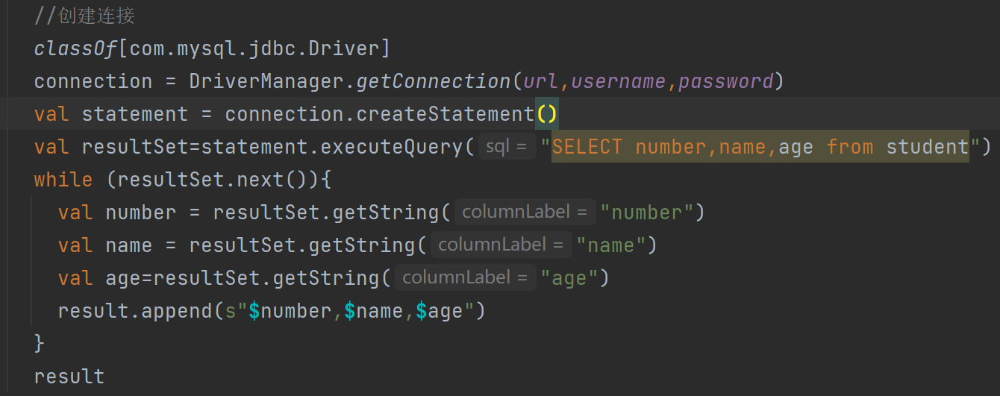 //创建连接
classOf[com.mysql.jdbc.Driver]
connection = DriverManager.getConnection(url,username,password)
val statement = connection.createStatement()
val resultSet=statement.executeQuery( sql = "SELECT number,name,age from student")
while (resultSet.next()){
val number = resultSet.getString( columnLabel = "number")
val name = resultSet.getString( columnLabel = "name")
val age=resultSet.getString( columnLabel = "age")
result.append(s"$number,$name,$age")
}
result